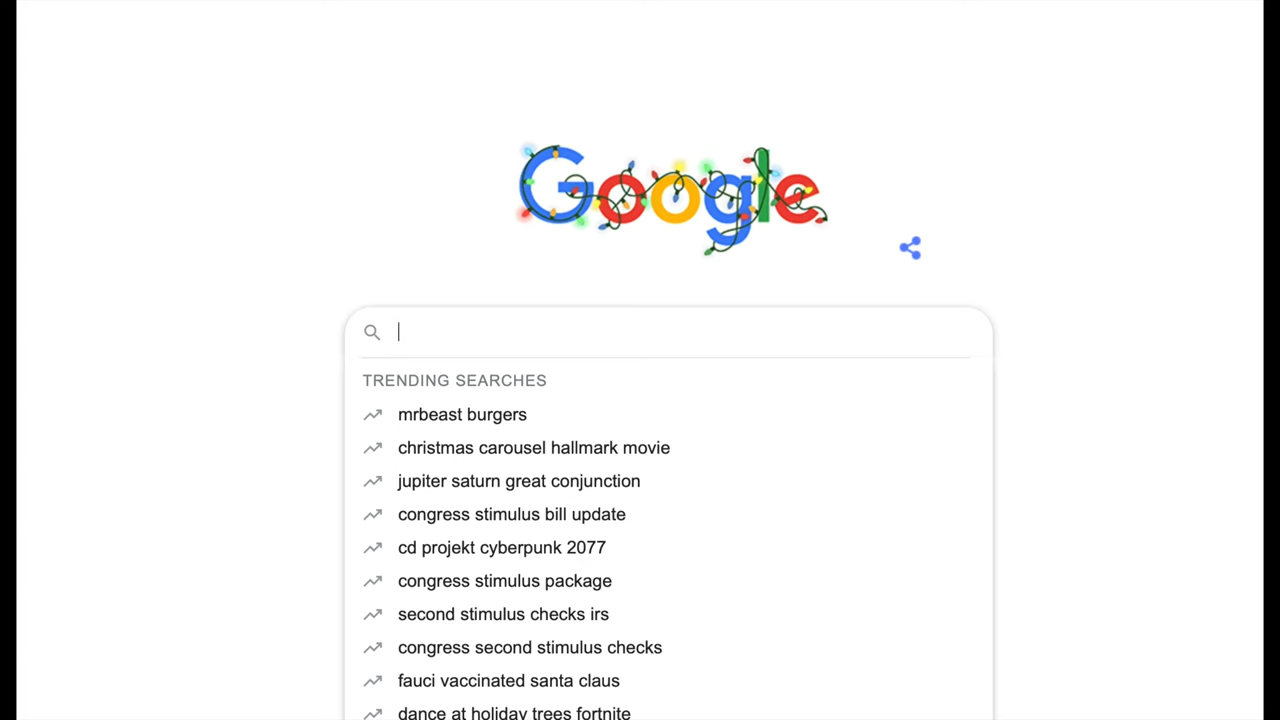 Google
TRENDING SEARCHES
mrbeast burgers
christmas carousel hallmark movie
jupiter saturn great conjunction
congress stimulus bill update
cd projekt cyberpunk 2077
congress stimulus package
second stimulus checks irs
congress second stimulus checks
fauci vaccinated santa claus
dance at holiday trees fortnite